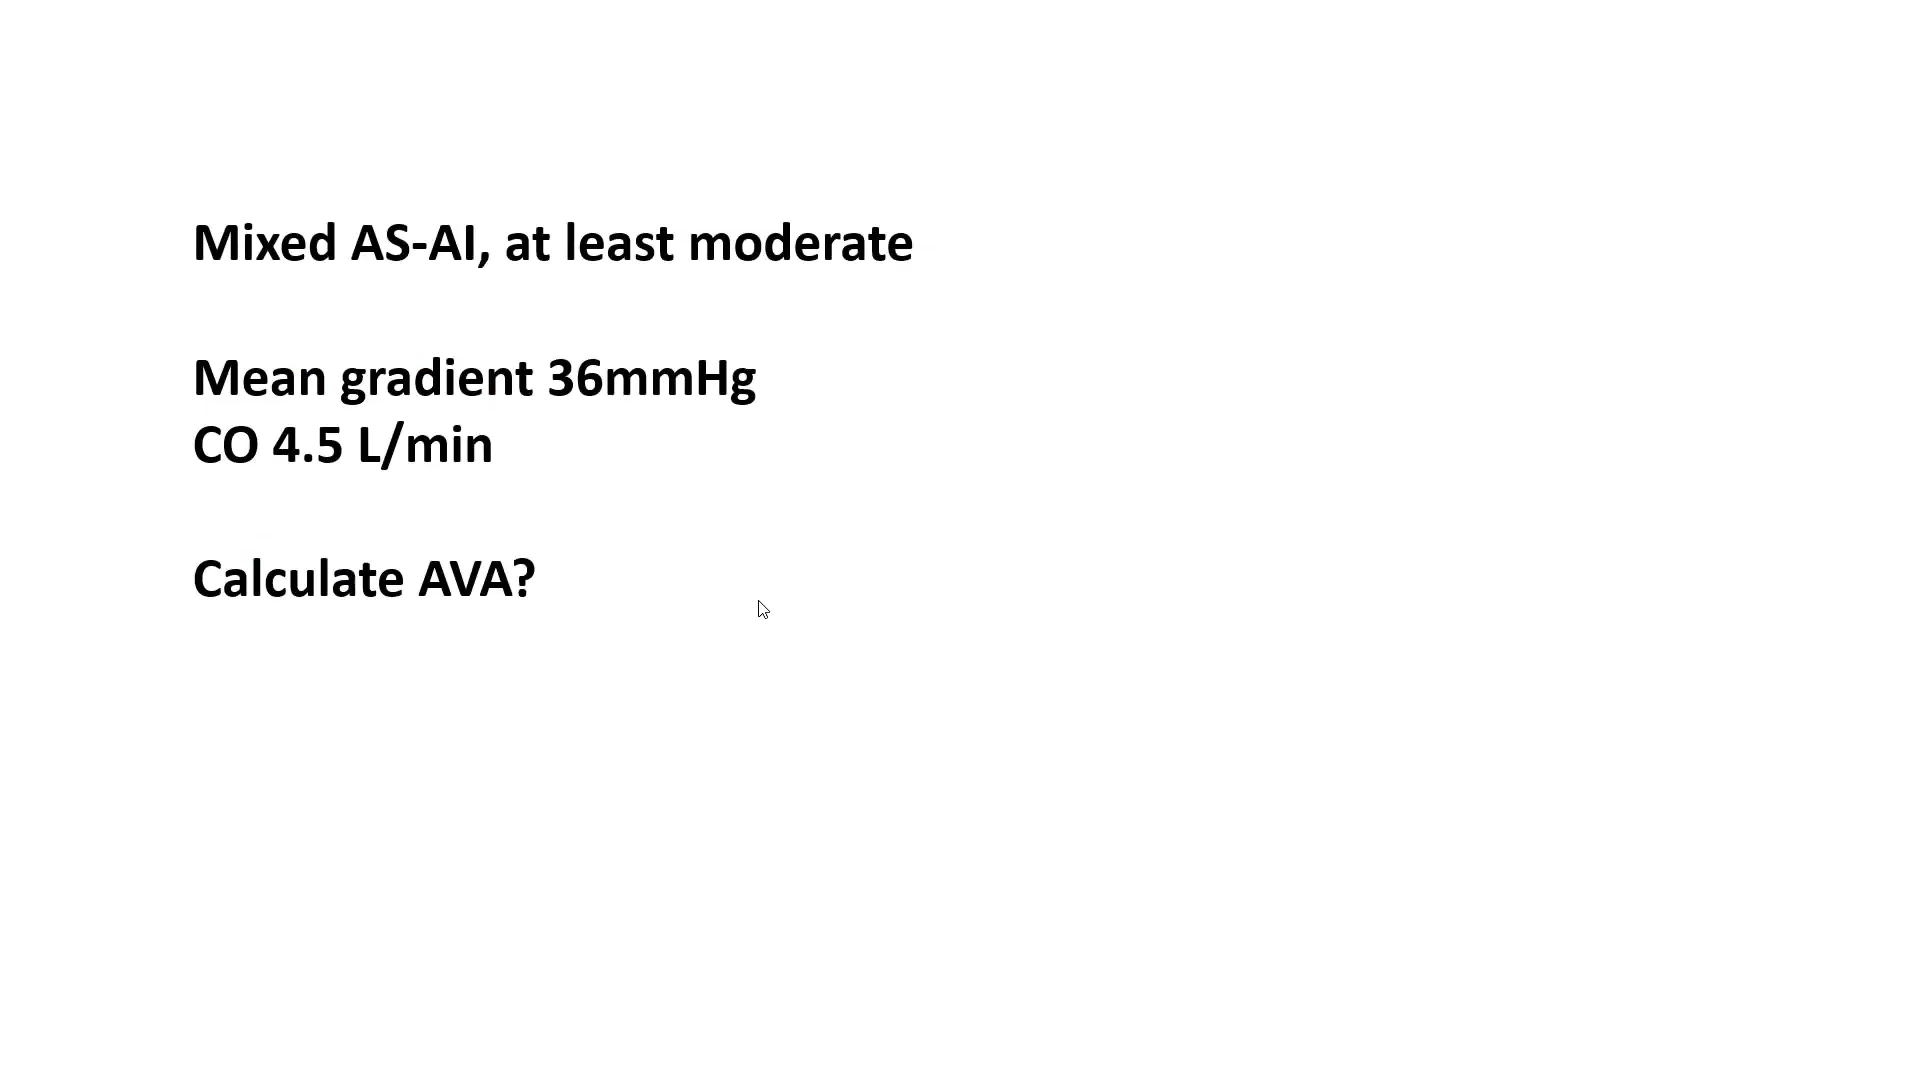 Mixed AS-AI, at least moderate
Mean gradient 36mmHg
CO 4.5 L/min
Calculate AVA?